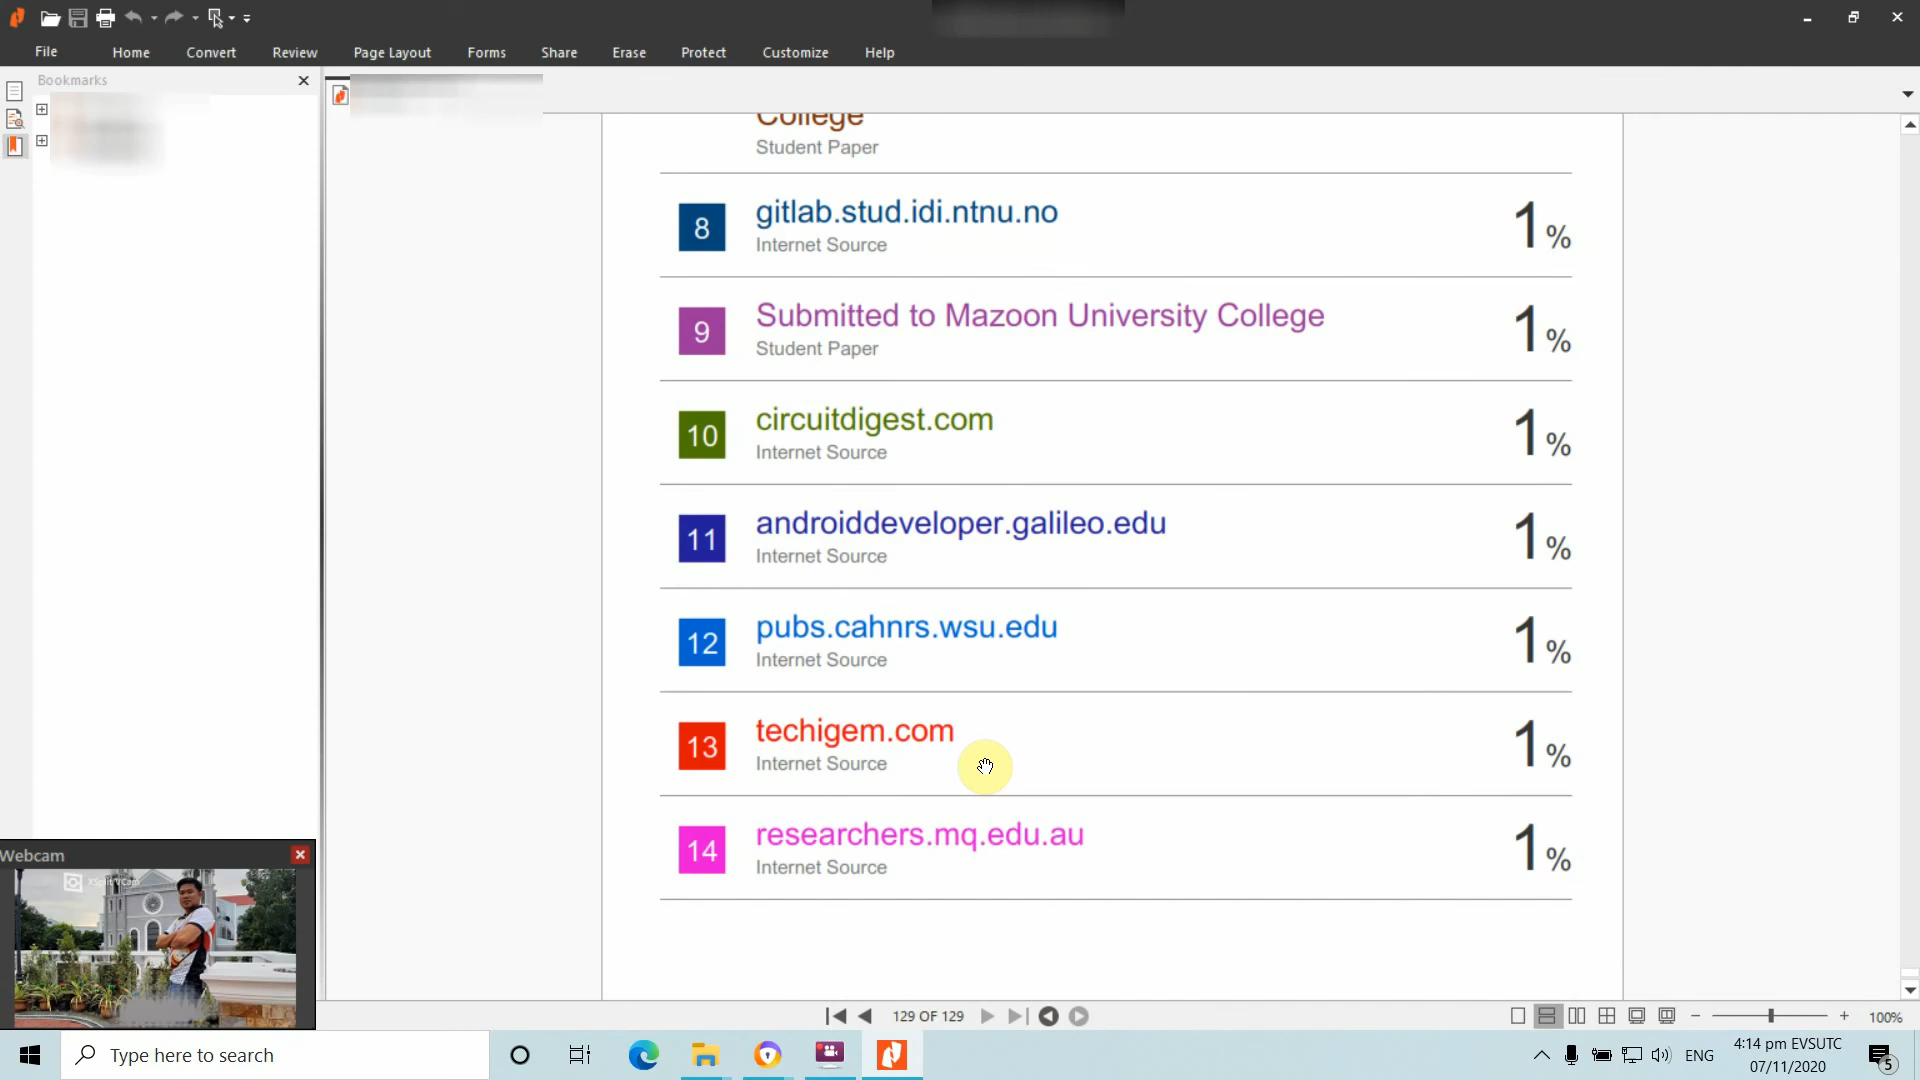 File Home Convert Review Page Layout Forms Share Erase Protect Customize Help
Bookmarks
College
Student Paper
8 gitlab.stud.idi.ntnu.no 1%
Internet Source
9 Submitted to Mazoon University College 1%
Student Paper
10 circuitdigest.com 1%
Internet Source
11 androiddeveloper.galileo.edu 1%
Internet Source
12 pubs.cahnrs.wsu.edu 1%
Internet Source
13 techigem.com 1%
Internet Source
14 researchers.mq.edu.au 1%
Internet Source
Webcam
XSplit VCam
129 OF 129
100%
Type here to search
ENG
4:14 pm EVSUTC
07/11/2020
5